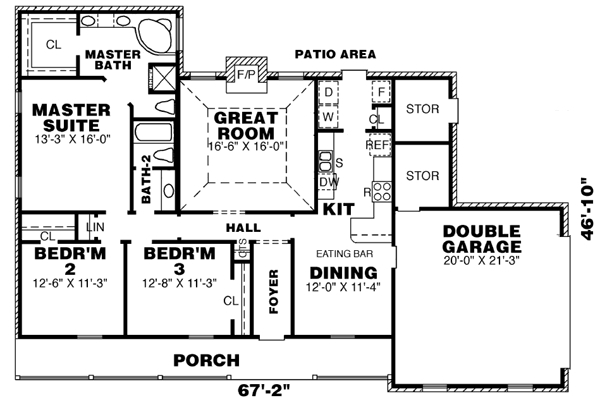 CL
MASTER
BATH
PATIO AREA
F/P
MASTER
SUITE
13'-3" X 16'-0"
GREAT
ROOM
16'-6" X 16'-0"
D
W
F
CL
STOR
REF
S
DW
R
STOR
BATH-2
KIT
CL
LIN
HALL
CTS
EATING BAR
BEDR'M
2
12'-6" X 11'-3"
BEDR'M
3
12'-8" X 11'-3"
CL
FOYER
DINING
12'-0" X 11'-4"
DOUBLE
GARAGE
20'-0" X 21'-3"
46'-10"
PORCH
67'-2"